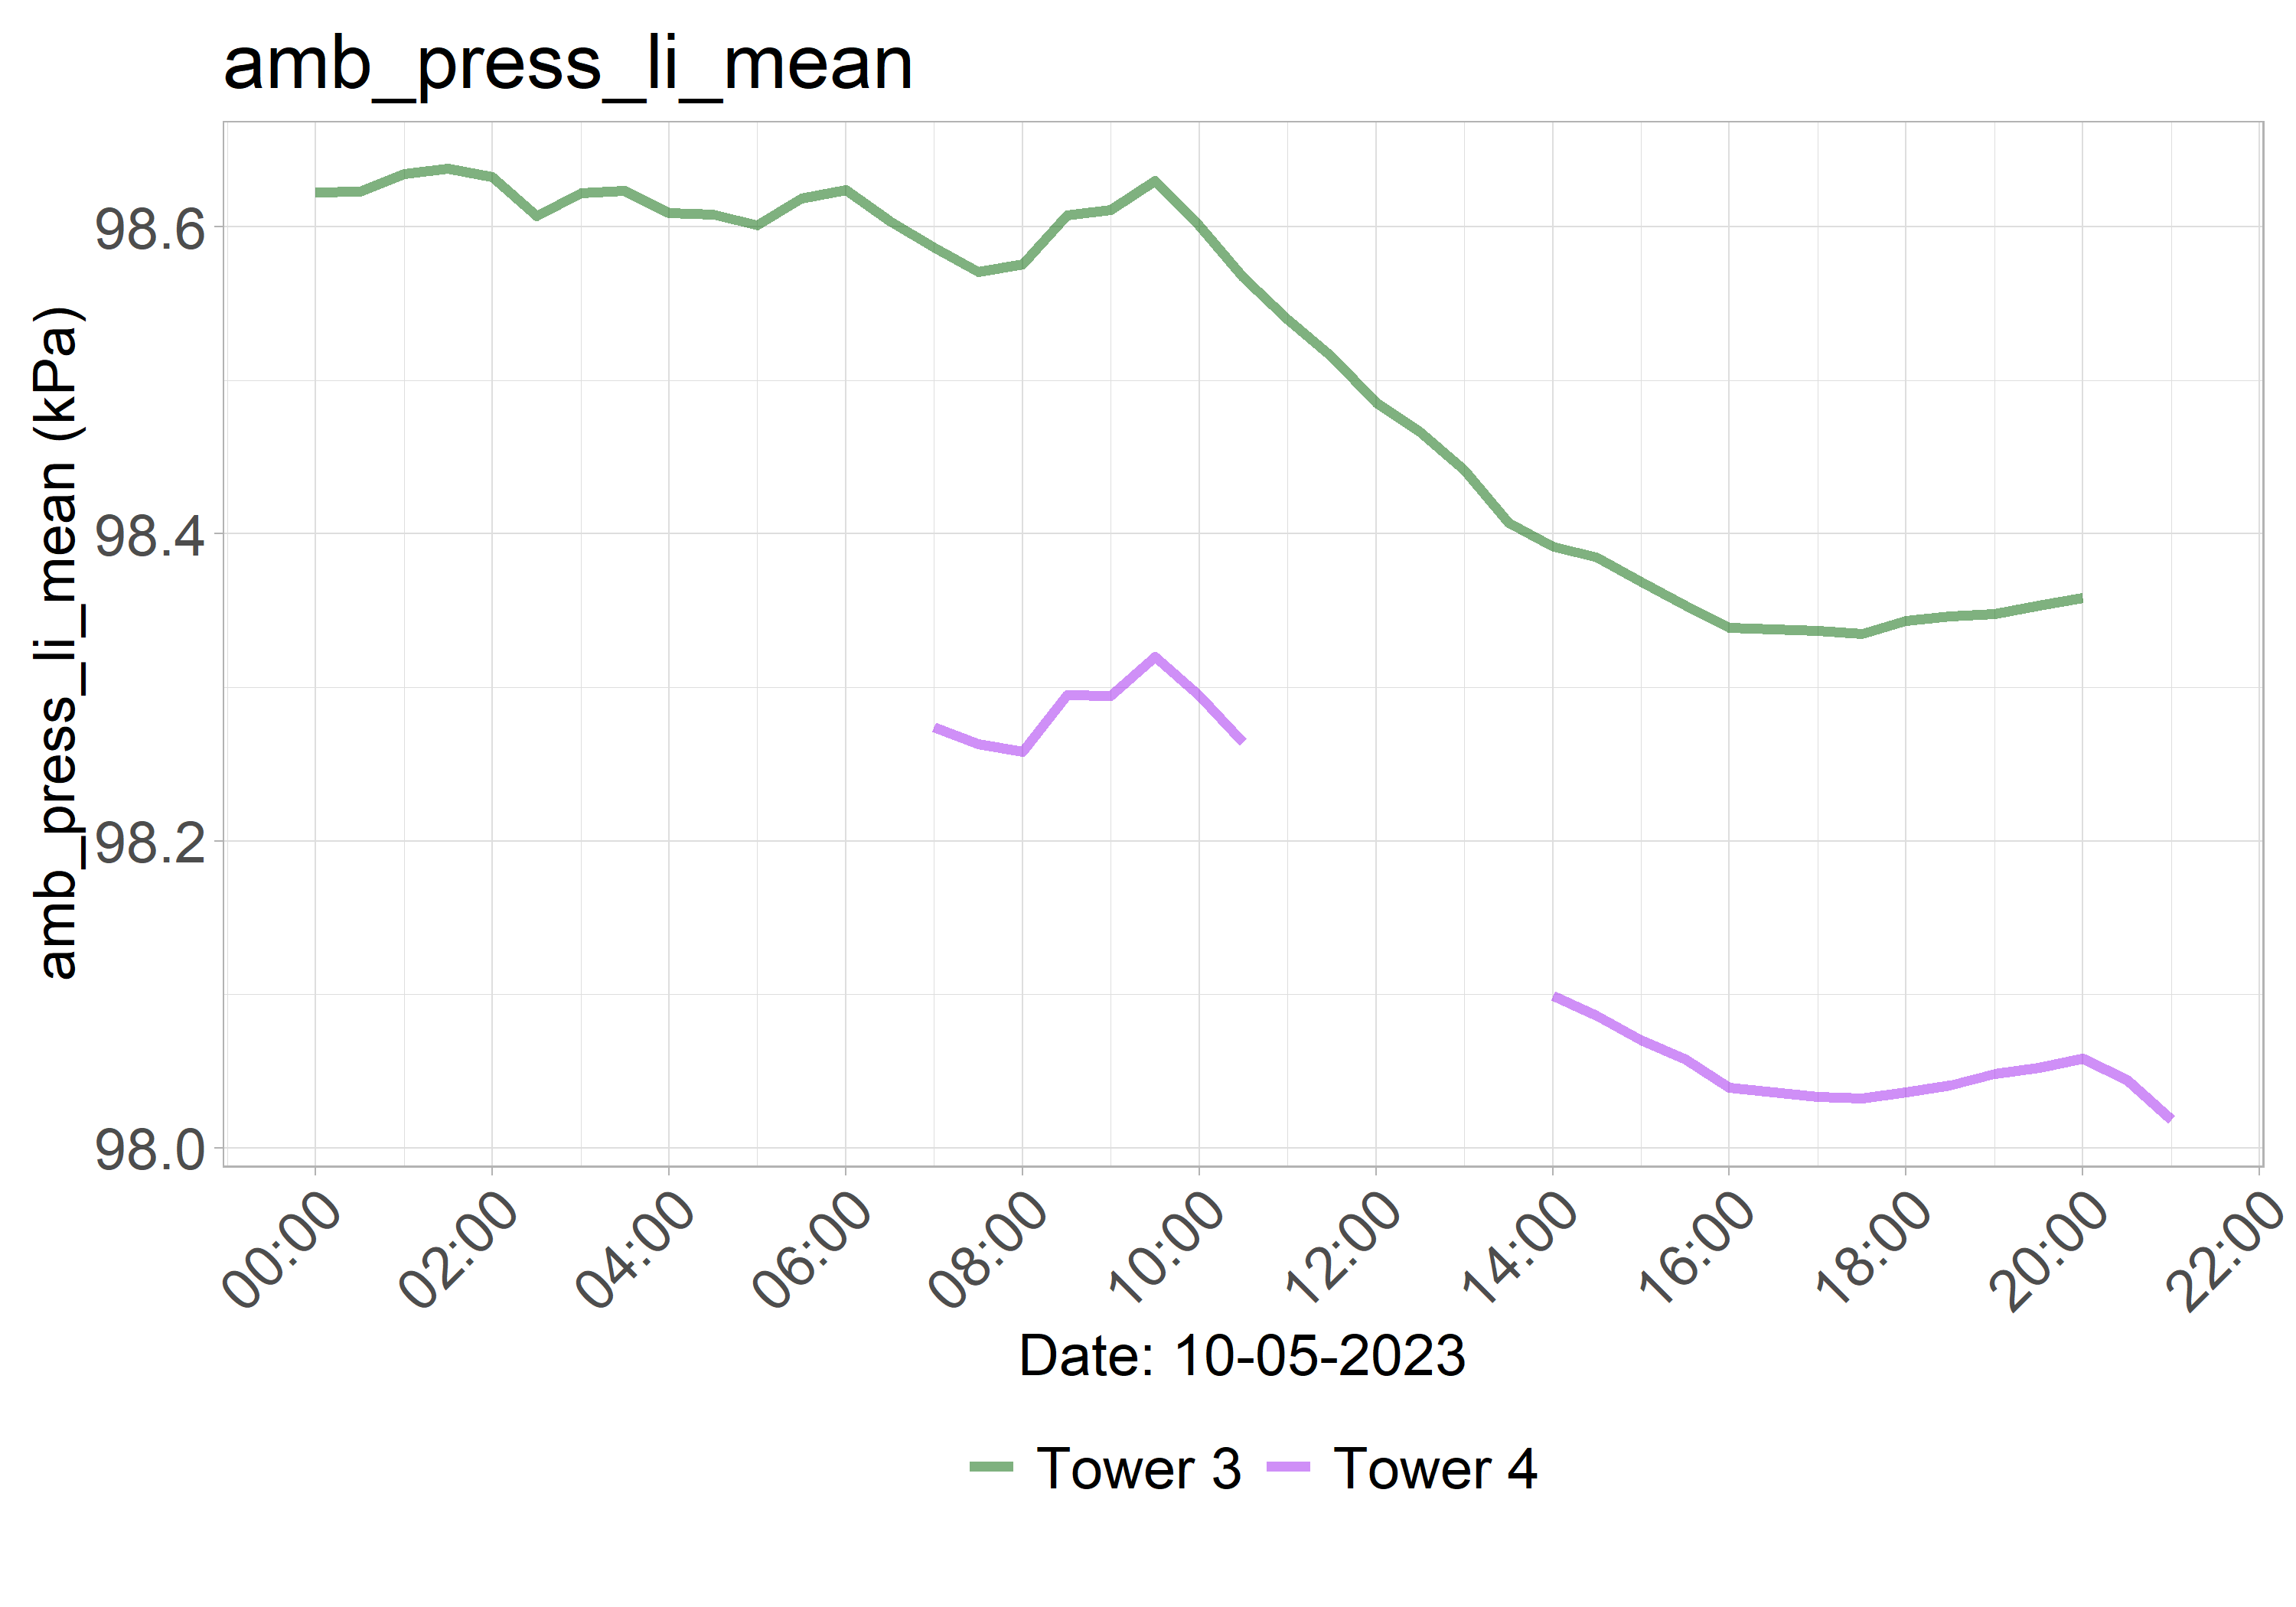 amb_press_li_mean
amb_press_li_mean (kPa)
98.6
98.4
98.2
98.0
00:00 02:00 04:00 06:00 08:00 10:00 12:00 14:00 16:00 18:00 20:00 22:00
Date: 10-05-2023
Tower 3 Tower 4